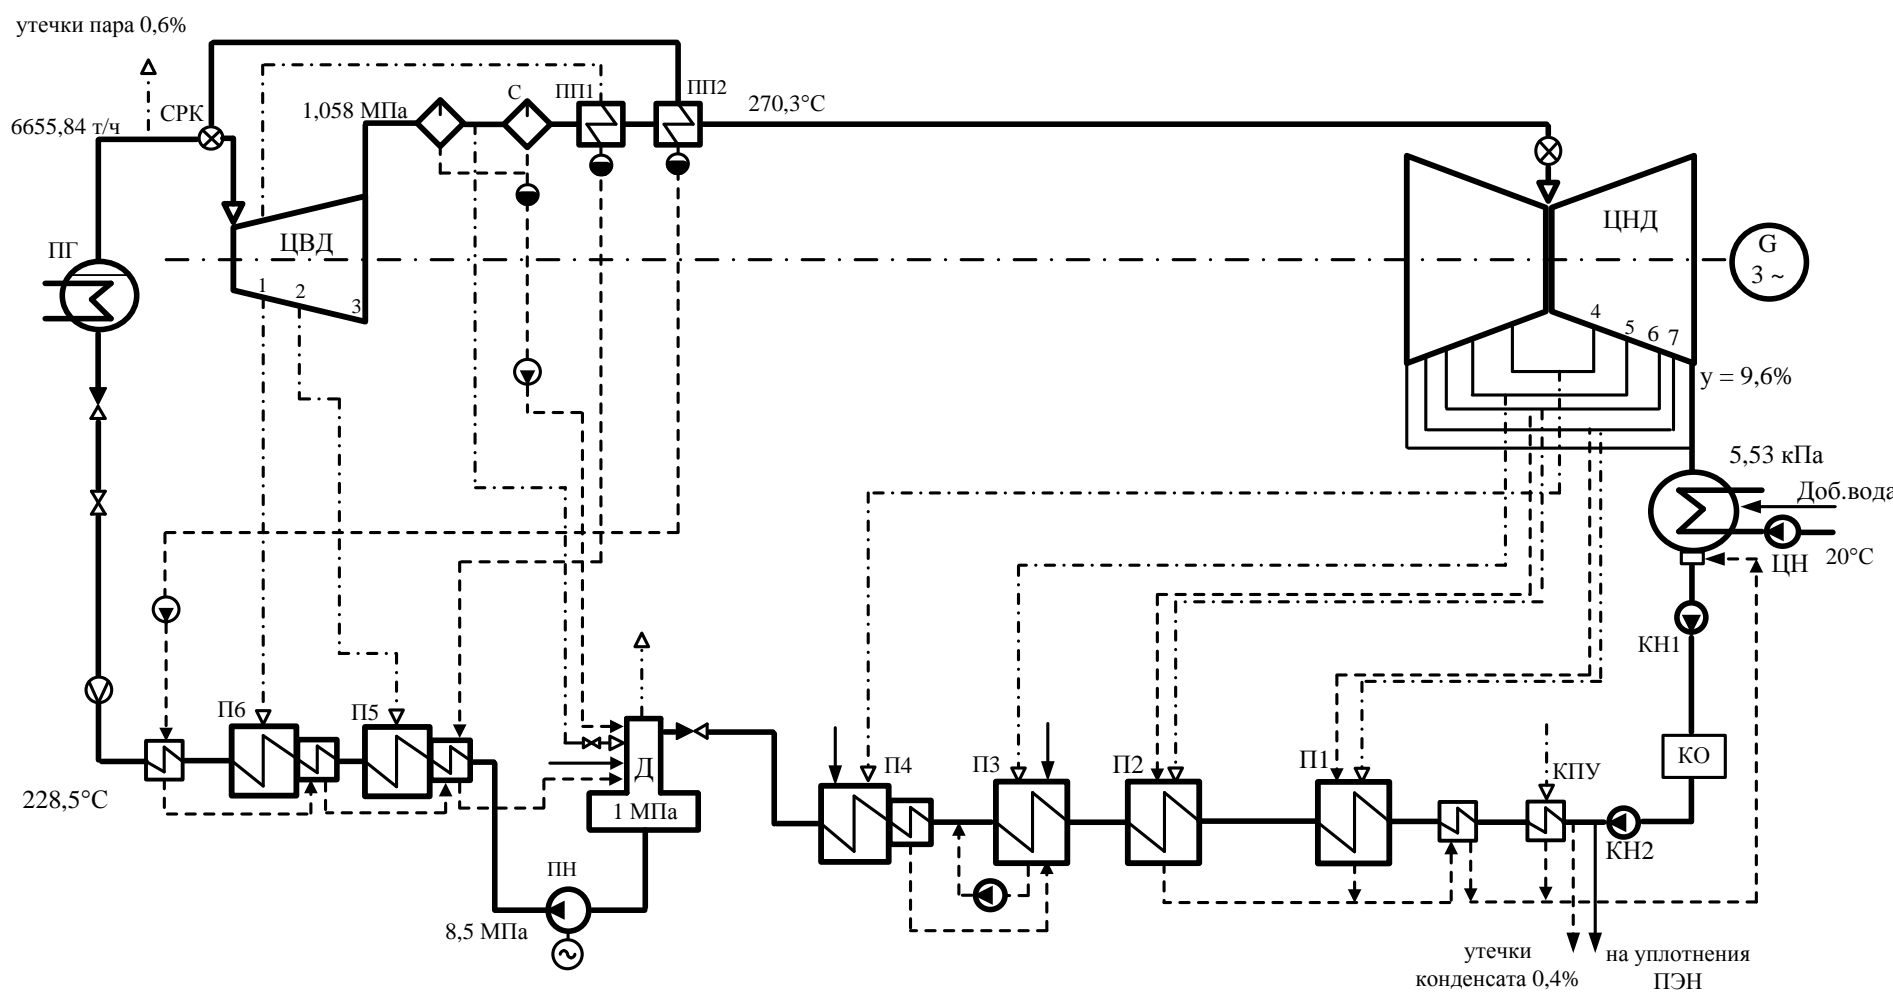 утечки пара 0,6%
СРК
6655,84 т/ч
1,058 МПа
С
ПП1
ПП2
270,3°С
ПГ
ЦВД
1
2
3
ЦНД
G
3 ~
4
5
6
7
y = 9,6%
5,53 кПа
Доб.вода
ЦН
20°С
КН1
КО
КН2
КПУ
П1
П2
П3
П4
Д
1 МПа
П5
П6
228,5°С
ПН
8,5 МПа
утечки
конденсата 0,4%
на уплотнения
ПЭН